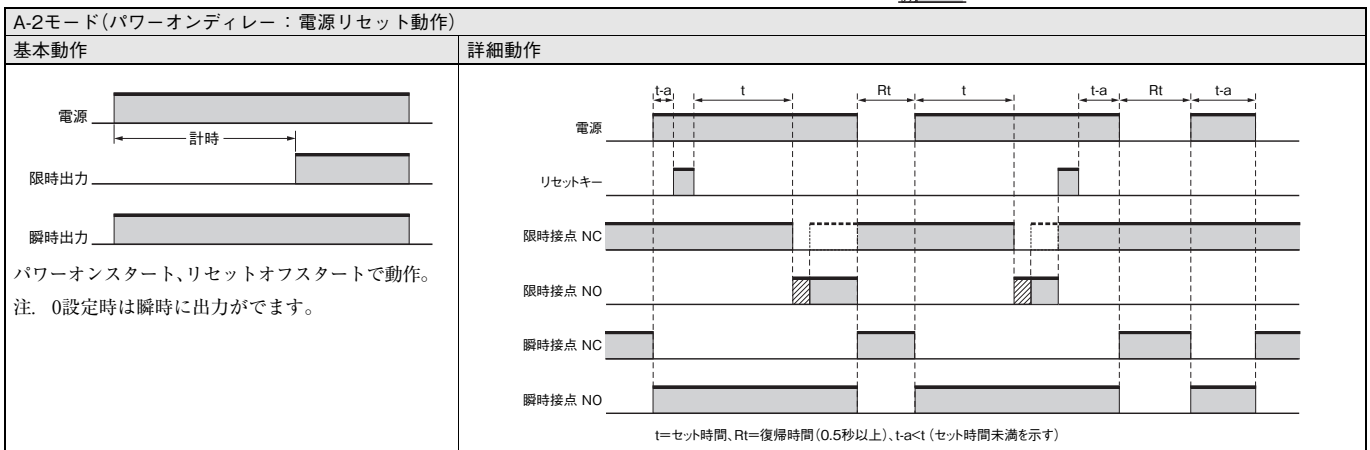 A-2モード(パワーオンディレー：電源リセット動作)
基本動作
詳細動作
電源
計時
限時出力
瞬時出力
パワーオンスタート、リセットオフスタートで動作。
注. 0設定時は瞬時に出力がでます。
t-a t Rt t t-a Rt t-a
電源
リセットキー
限時接点 NC
限時接点 NO
瞬時接点 NC
瞬時接点 NO
t=セット時間、Rt=復帰時間(0.5秒以上)、t-a<t (セット時間未満を示す)